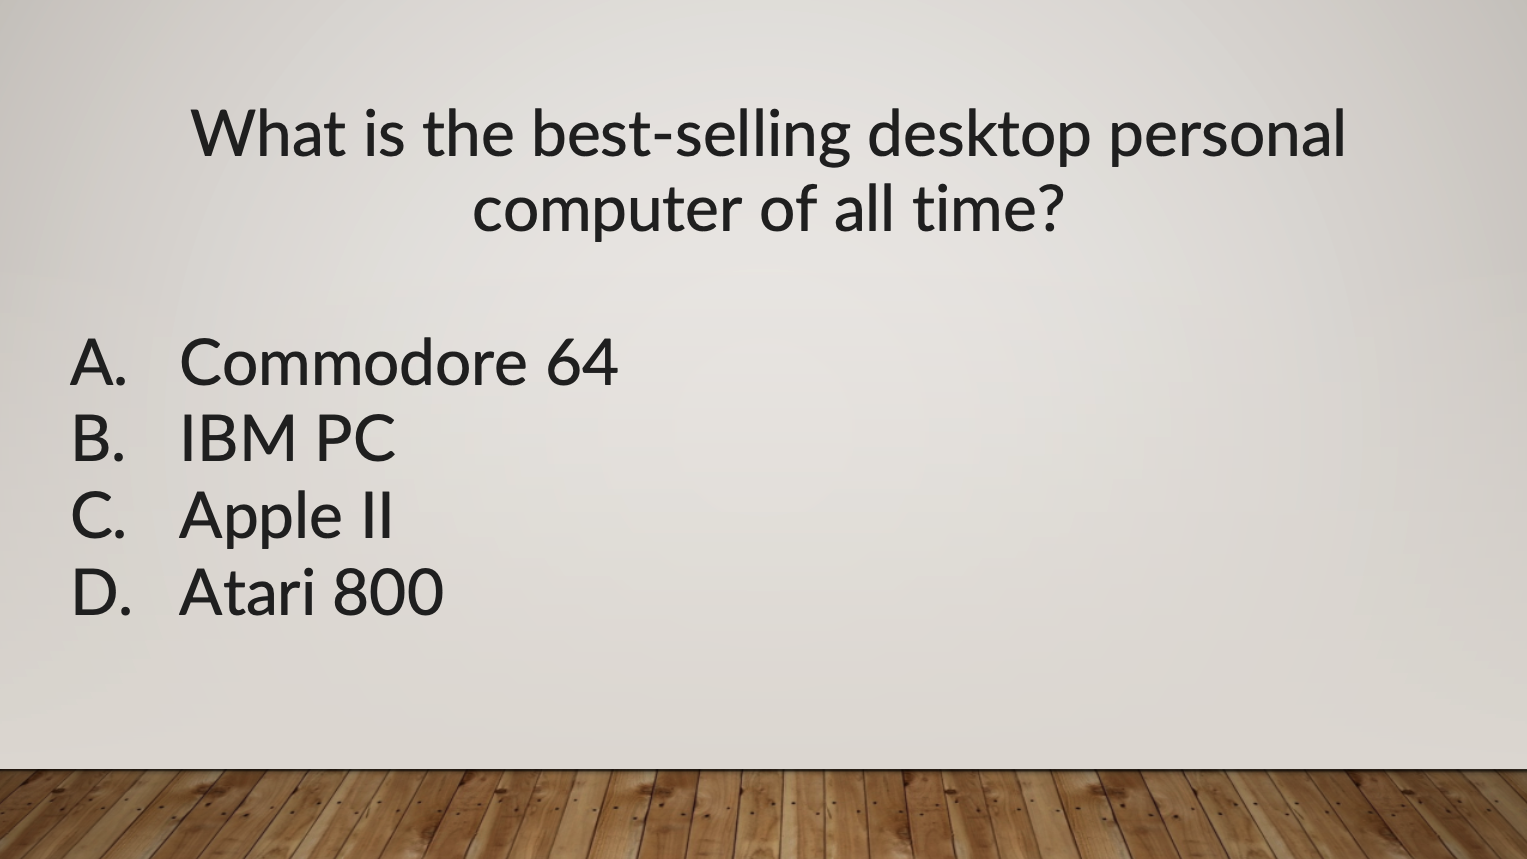 What is the best-selling desktop personal
computer of all time?
A. Commodore 64
B. IBM PC
C. Apple II
D. Atari 800